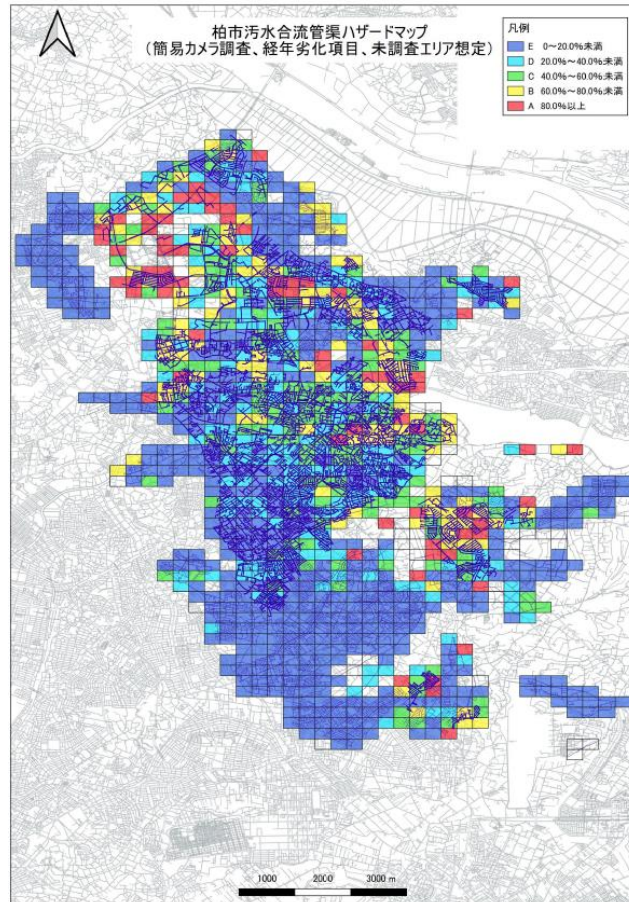 柏市汚水合流管渠ハザードマップ
（簡易カメラ調査、経年劣化項目、未調査エリア想定）
凡例
E 0～20.0%未満
D 20.0%～40.0%未満
C 40.0%～60.0%未満
B 60.0%～80.0%未満
A 80.0%以上
1000 2000 3000 m